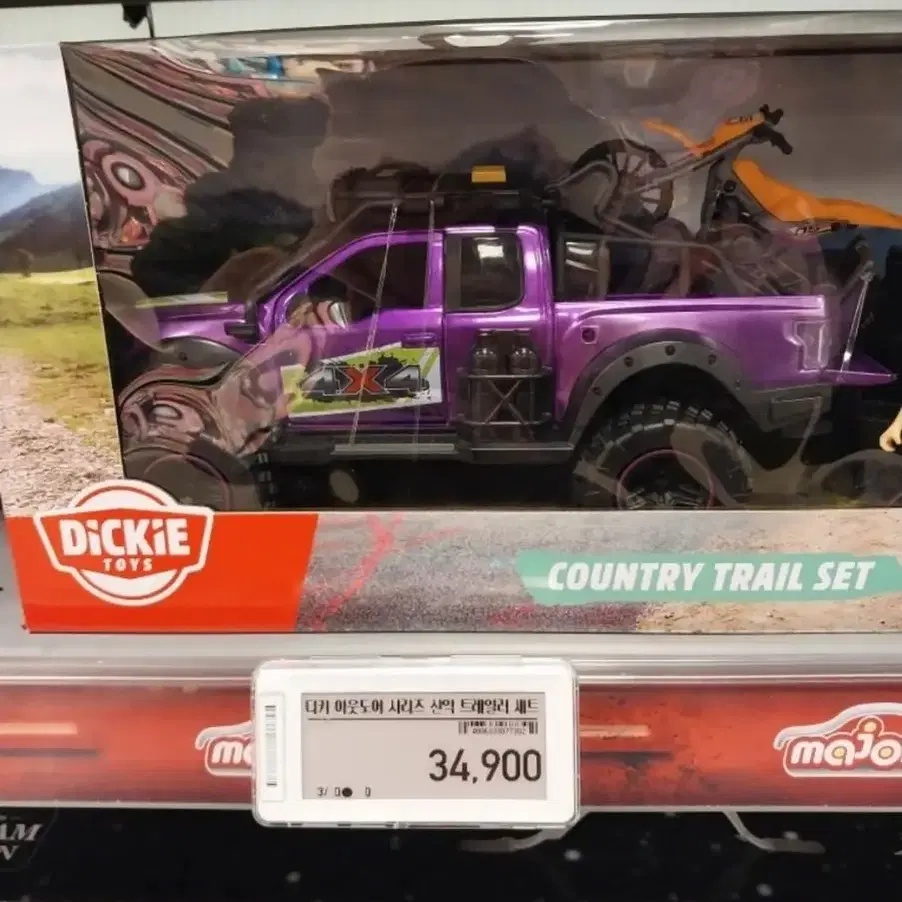 4X4
DiCKiE
TOYS
COUNTRY TRAIL SET
디키 아웃도어 시리즈 산악 트레일러 세트
34,900
majo